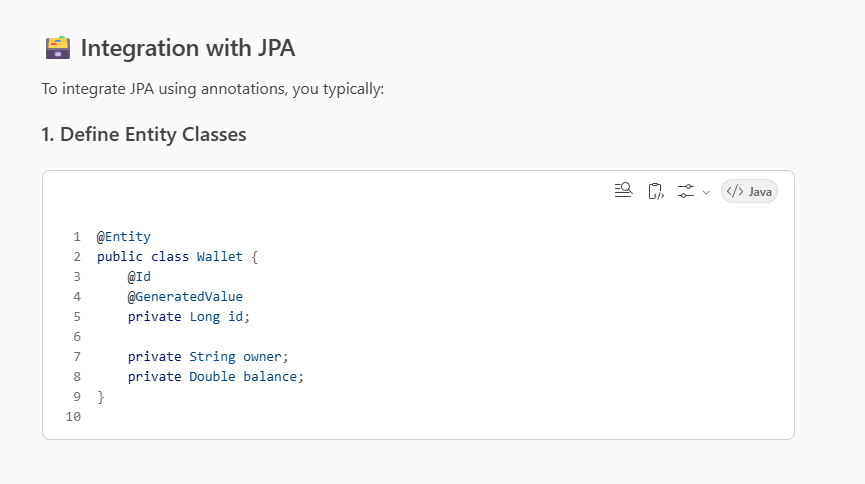 Integration with JPA
To integrate JPA using annotations, you typically:
1. Define Entity Classes
</> Java
1 @Entity
2 public class Wallet {
3     @Id
4     @GeneratedValue
5     private Long id;
6
7     private String owner;
8     private Double balance;
9 }
10